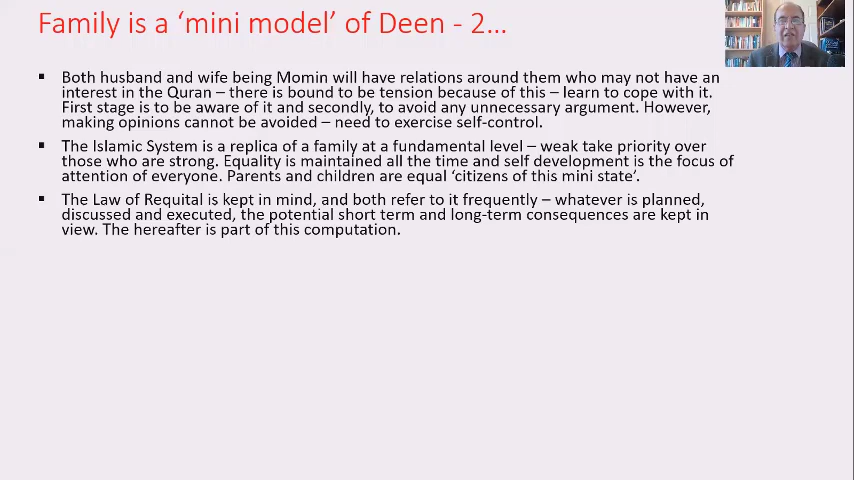 Family is a ‘mini model’ of Deen - 2…
▪ Both husband and wife being Momin will have relations around them who may not have an
interest in the Quran – there is bound to be tension because of this – learn to cope with it.
First stage is to be aware of it and secondly, to avoid any unnecessary argument. However,
making opinions cannot be avoided – need to exercise self-control.
▪ The Islamic System is a replica of a family at a fundamental level – weak take priority over
those who are strong. Equality is maintained all the time and self development is the focus of
attention of everyone. Parents and children are equal ‘citizens of this mini state’.
▪ The Law of Requital is kept in mind, and both refer to it frequently – whatever is planned,
discussed and executed, the potential short term and long-term consequences are kept in
view. The hereafter is part of this computation.